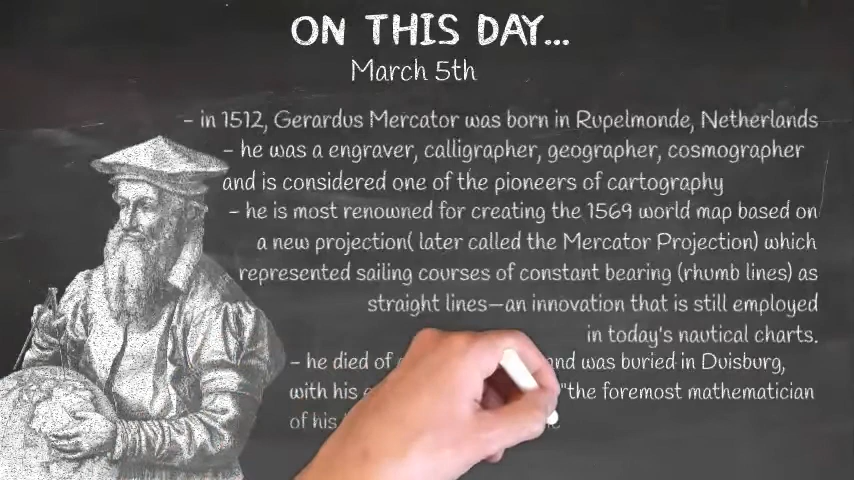 ON THIS DAY...
March 5th
- in 1512, Gerardus Mercator was born in Rupelmonde, Netherlands
- he was a engraver, calligrapher, geographer, cosmographer
and is considered one of the pioneers of cartography
- he is most renowned for creating the 1569 world map based on
a new projection( later called the Mercator Projection) which
represented sailing courses of constant bearing (rhumb lines) as
straight lines—an innovation that is still employed
in today's nautical charts.
- he died of and was buried in Duisburg,
with his "the foremost mathematician
of his